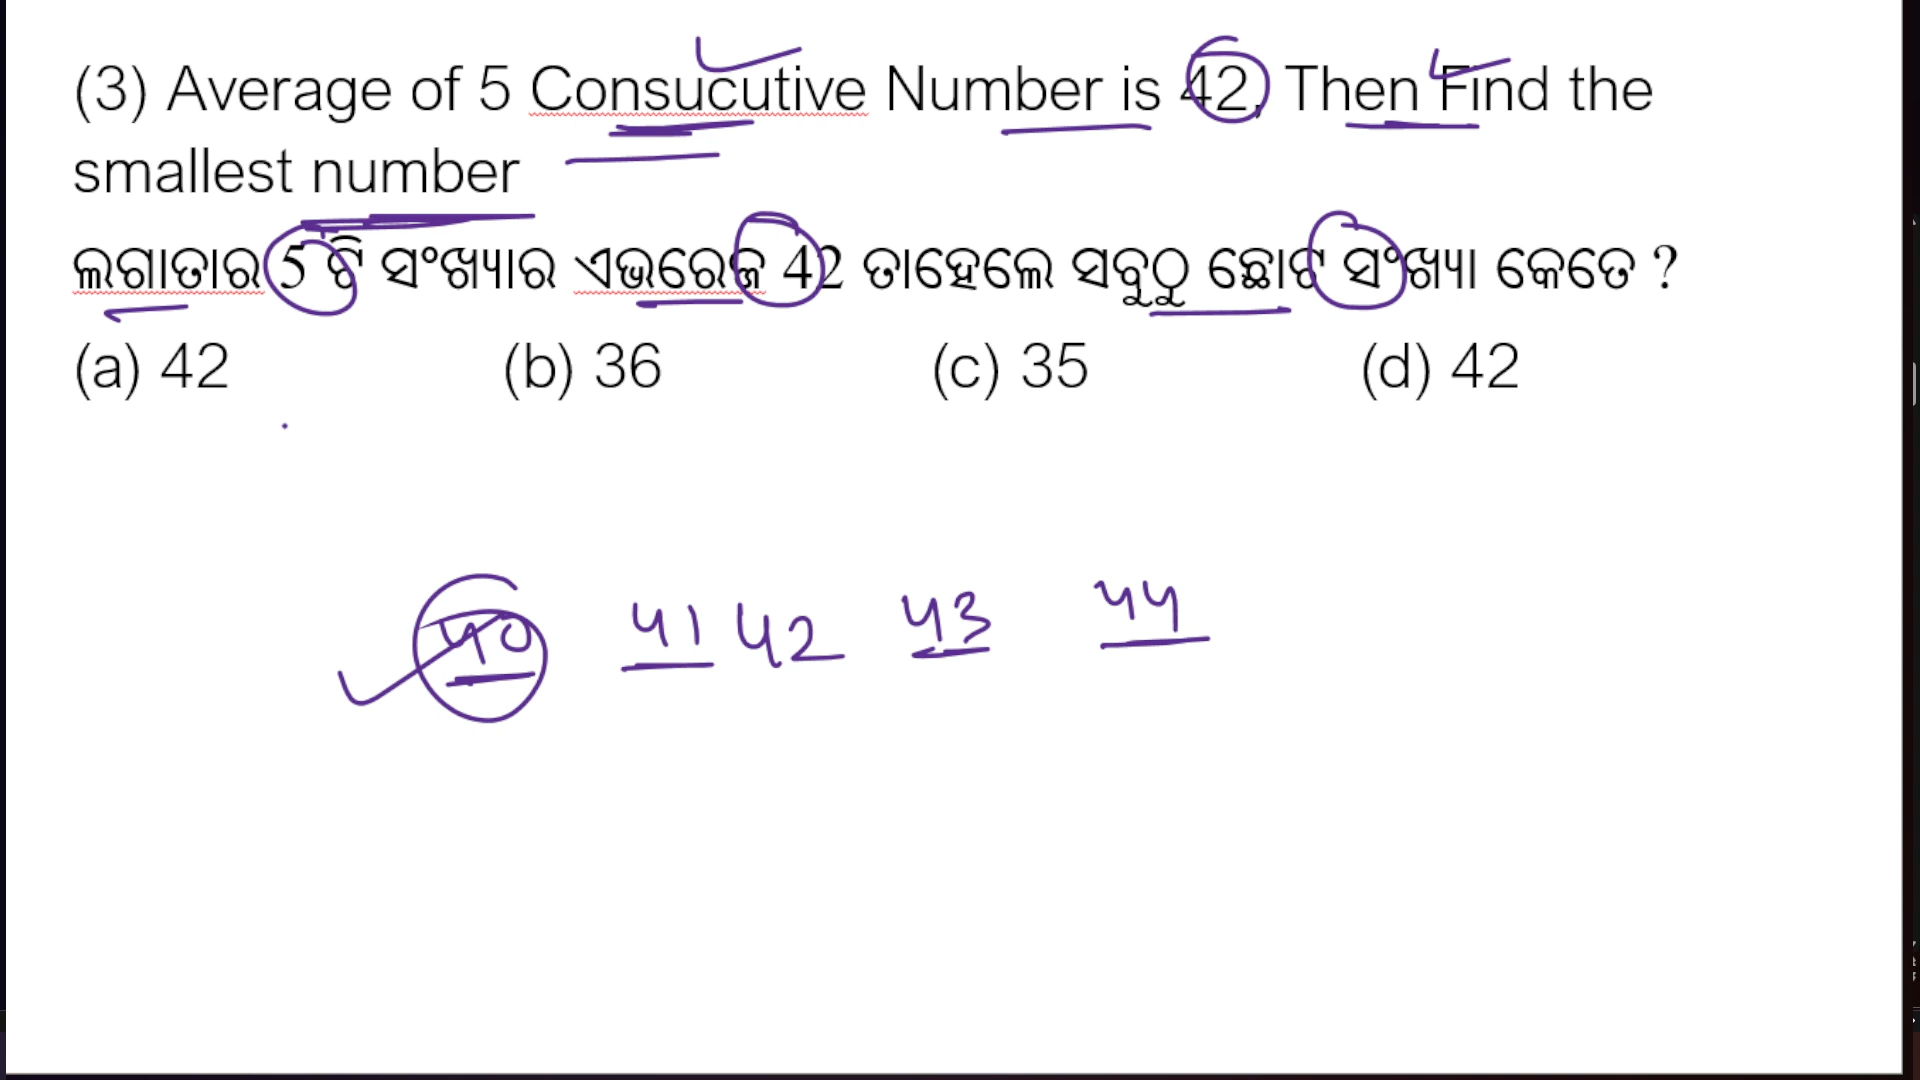 (3) Average of 5 Consucutive Number is 42, Then Find the
smallest number
ଲଗାତାର 5 ଟି ସଂଖ୍ୟାର ଏଭରେଜ 42 ତାହେଲେ ସବୁଠୁ ଛୋଟ ସଂଖ୍ୟା କେତେ ?
(a) 42 (b) 36 (c) 35 (d) 42
40 41 42 43 44